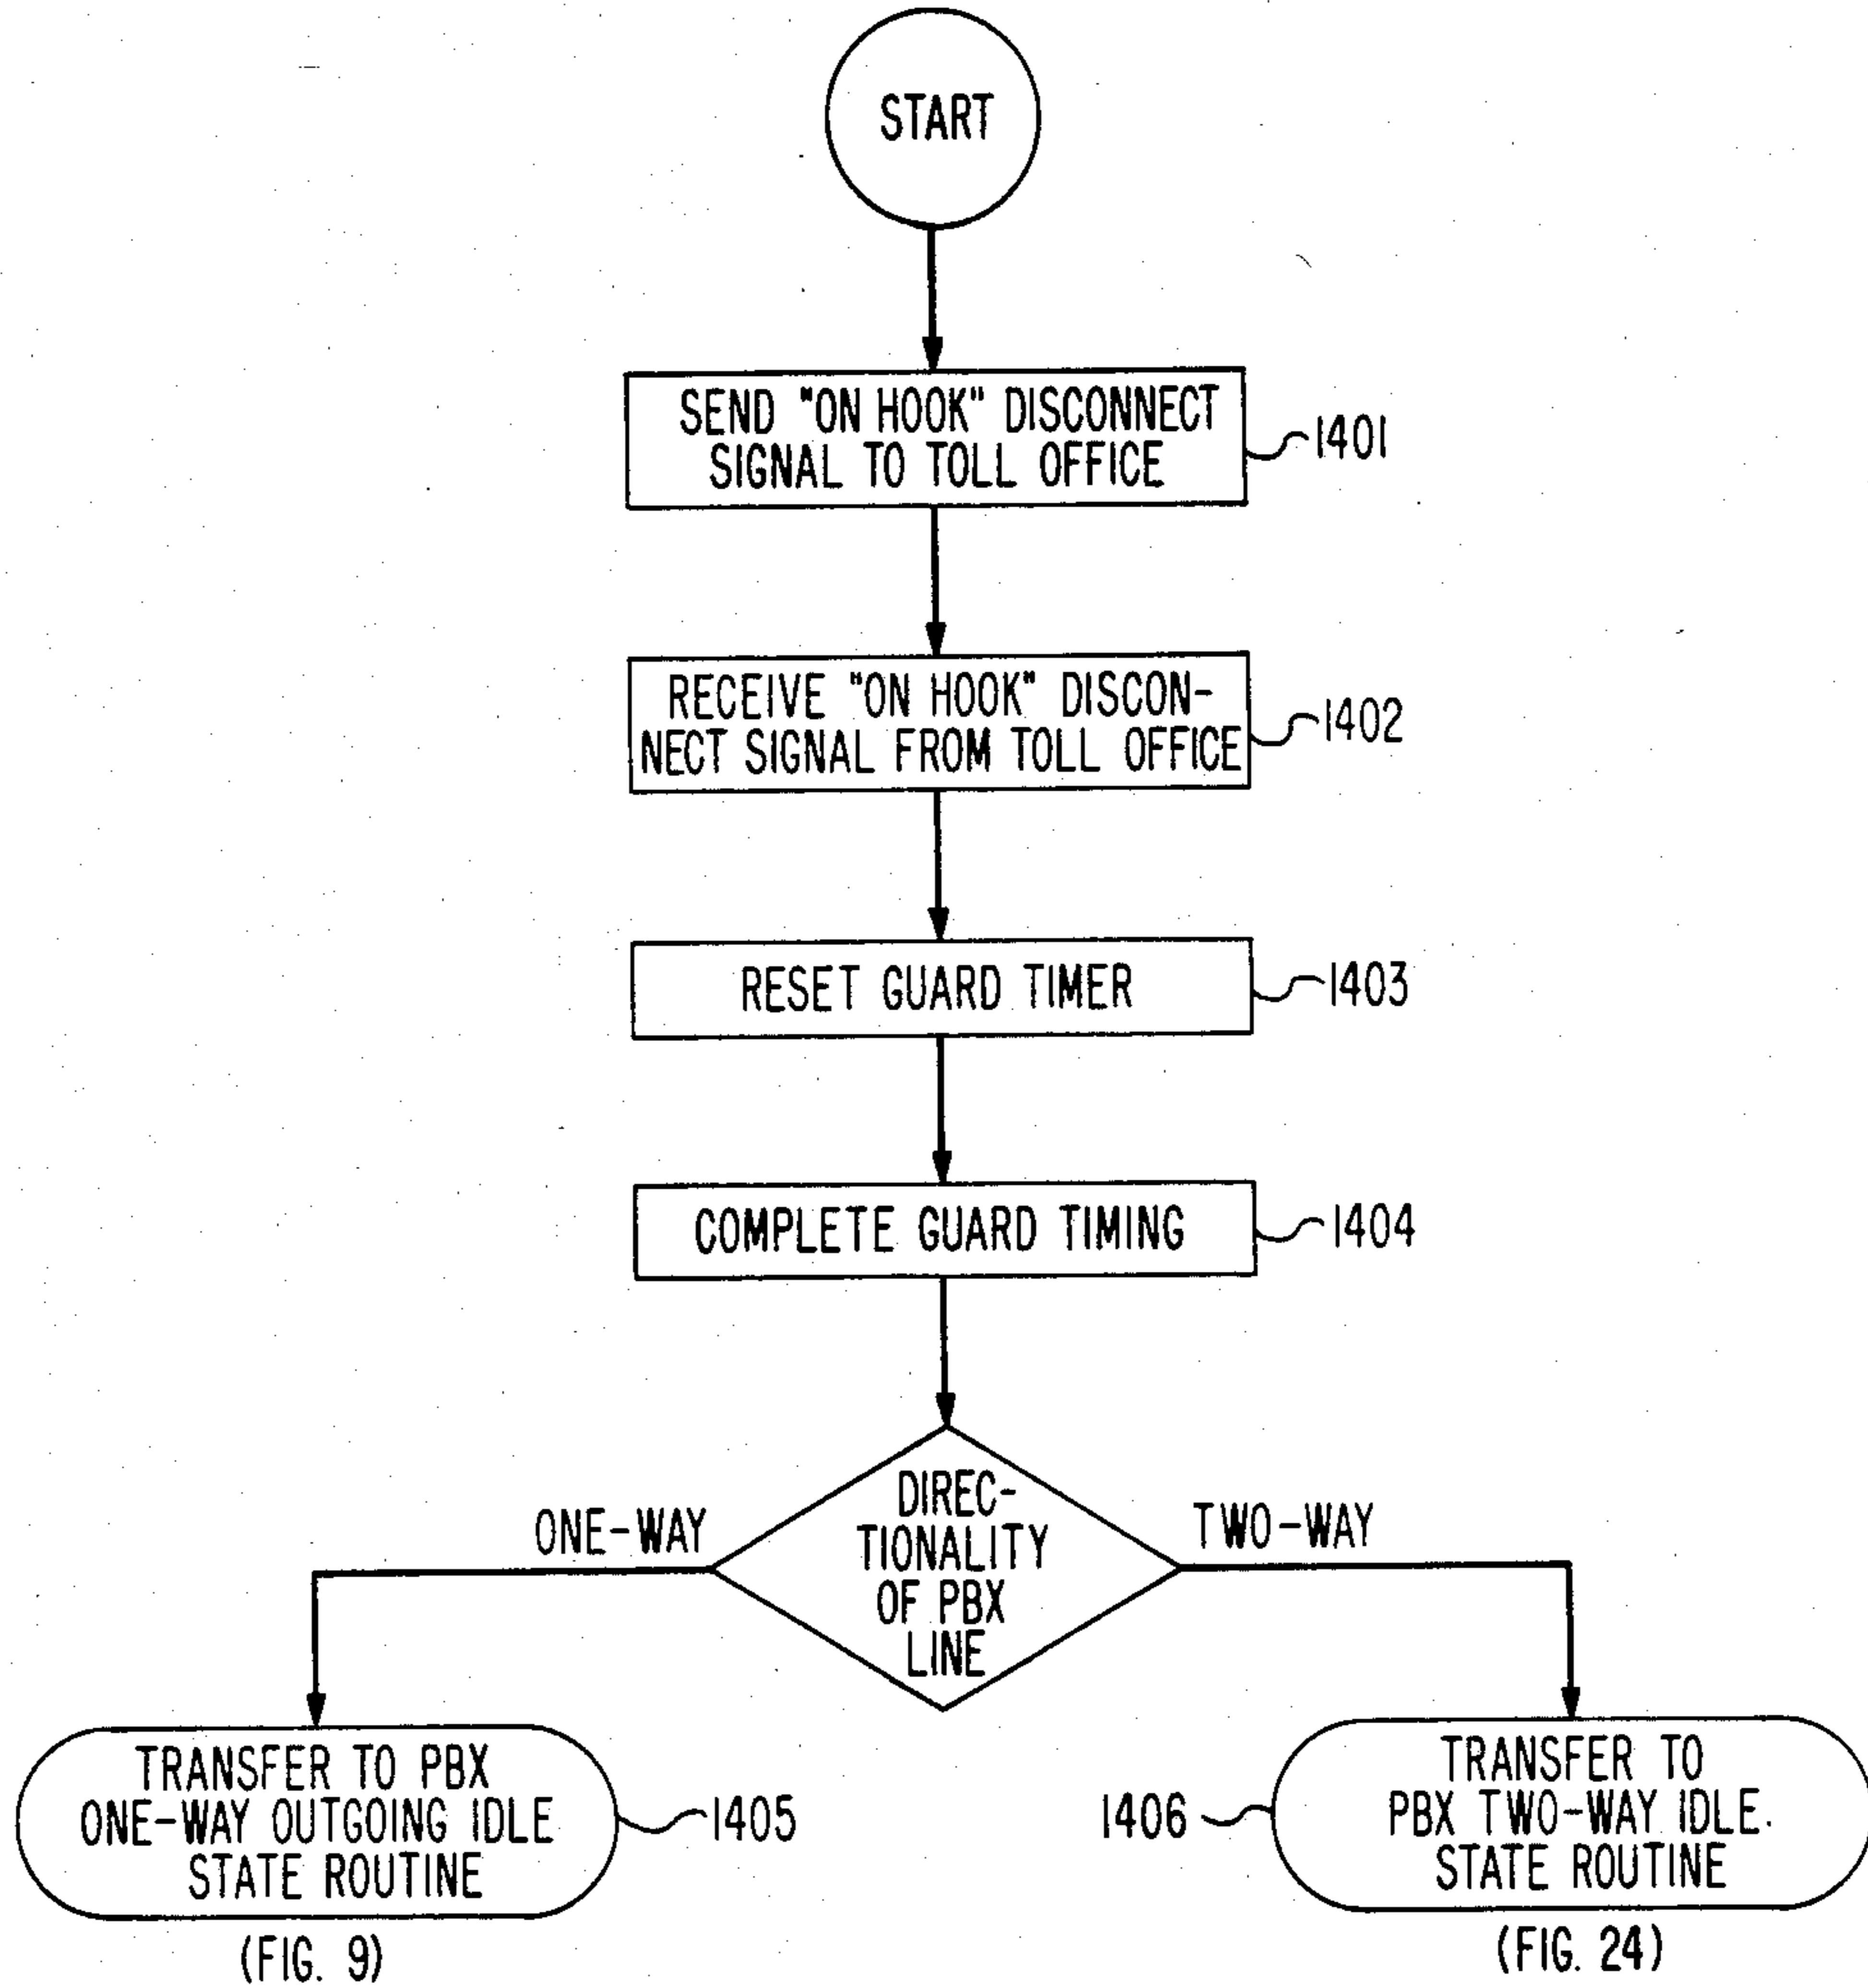 START
SEND "ON HOOK" DISCONNECT
SIGNAL TO TOLL OFFICE
1401
RECEIVE "ON HOOK" DISCON-
NECT SIGNAL FROM TOLL OFFICE
1402
RESET GUARD TIMER
1403
COMPLETE GUARD TIMING
1404
DIREC-
TIONALITY
OF PBX
LINE
ONE-WAY
TWO-WAY
TRANSFER TO PBX
ONE-WAY OUTGOING IDLE
STATE ROUTINE
1405
(FIG. 9)
1406
TRANSFER TO
PBX TWO-WAY IDLE.
STATE ROUTINE
(FIG. 24)